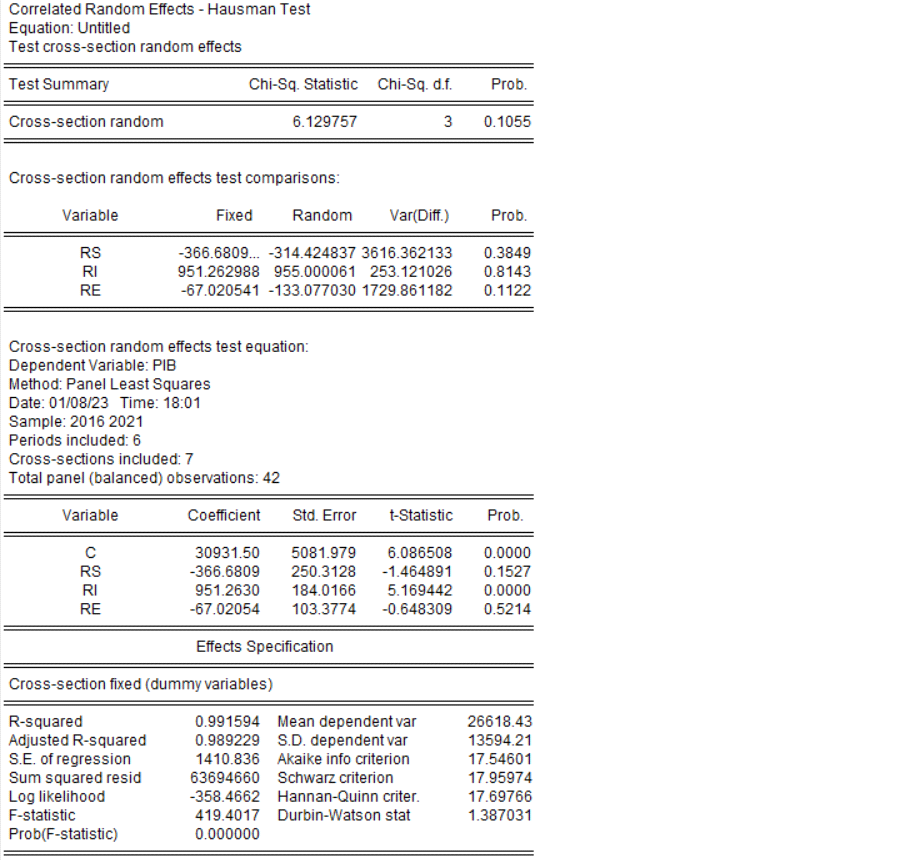 Correlated Random Effects - Hausman Test
Equation: Untitled
Test cross-section random effects
Test Summary Chi-Sq. Statistic Chi-Sq. d.f. Prob.
Cross-section random 6.129757 3 0.1055
Cross-section random effects test comparisons:
Variable Fixed Random Var(Diff.) Prob.
RS -366.6809... -314.424837 3616.362133 0.3849
RI 951.262988 955.000061 253.121026 0.8143
RE -67.020541 -133.077030 1729.861182 0.1122
Cross-section random effects test equation:
Dependent Variable: PIB
Method: Panel Least Squares
Date: 01/08/23 Time: 18:01
Sample: 2016 2021
Periods included: 6
Cross-sections included: 7
Total panel (balanced) observations: 42
Variable Coefficient Std. Error t-Statistic Prob.
C 30931.50 5081.979 6.086508 0.0000
RS -366.6809 250.3128 -1.464891 0.1527
RI 951.2630 184.0166 5.169442 0.0000
RE -67.02054 103.3774 -0.648309 0.5214
Effects Specification
Cross-section fixed (dummy variables)
R-squared 0.991594 Mean dependent var 26618.43
Adjusted R-squared 0.989229 S.D. dependent var 13594.21
S.E. of regression 1410.836 Akaike info criterion 17.54601
Sum squared resid 63694660 Schwarz criterion 17.95974
Log likelihood -358.4662 Hannan-Quinn criter. 17.69766
F-statistic 419.4017 Durbin-Watson stat 1.387031
Prob(F-statistic) 0.000000